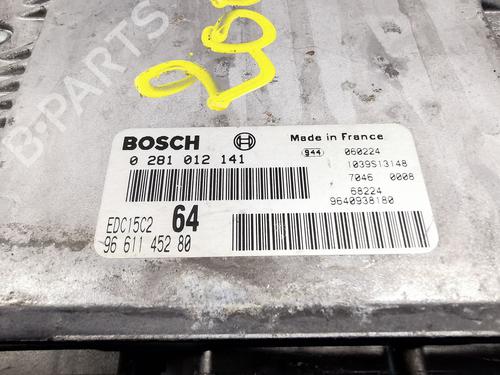 B-PARTS
BOSCH
Made in France
0 281 012 141
944 060224
1039S13148
7046 0008
68224
9640938180
EDC15C2 64
96 611 452 80